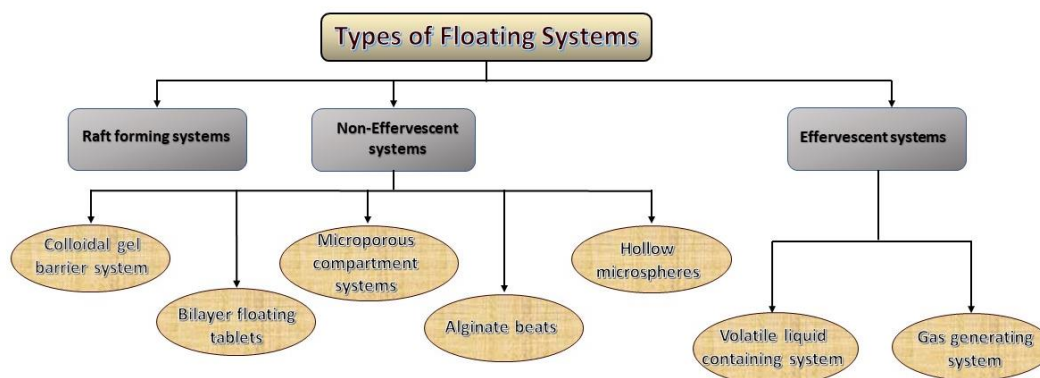 Types of Floating Systems
Raft forming systems
Non-Effervescent
systems
Effervescent systems
Colloidal gel
barrier system
Bilayer floating
tablets
Microporous
compartment
systems
Alginate beats
Hollow
microspheres
Volatile liquid
containing system
Gas generating
system